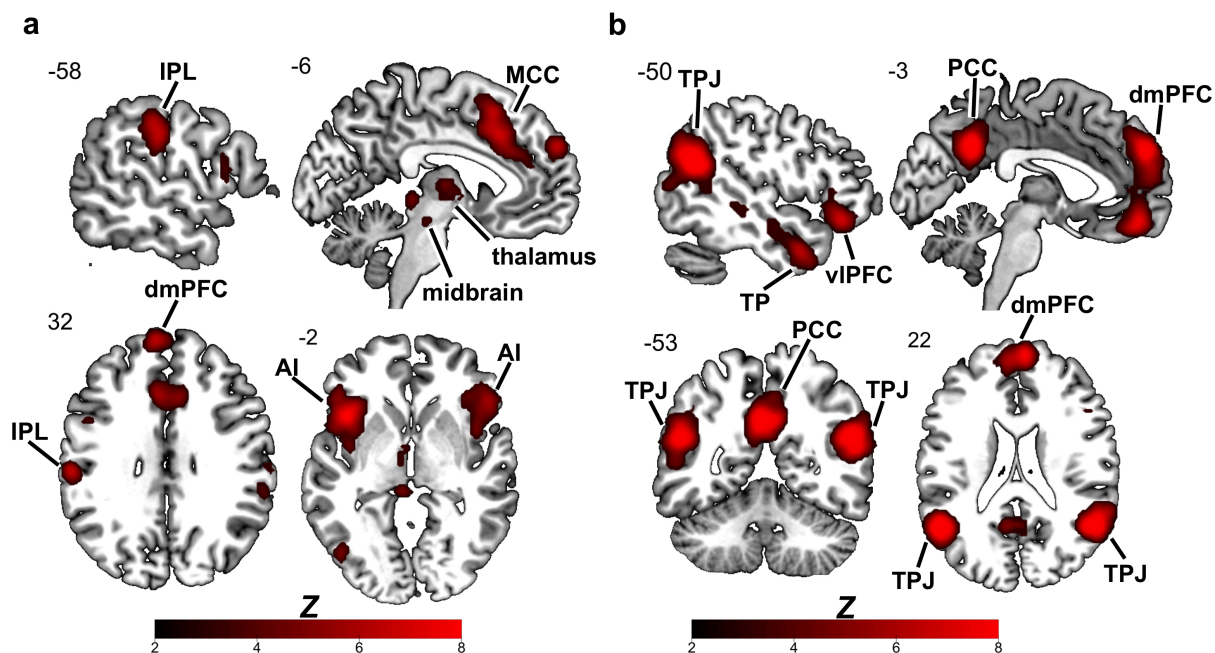 a
-58
IPL
-6
MCC
thalamus
midbrain
dmPFC
32
-2
AI
AI
IPL
Z
2 4 6 8
b
-50
TPJ
-3
PCC
dmPFC
vlPFC
TP
dmPFC
-53
PCC
22
TPJ
TPJ
TPJ
TPJ
Z
2 4 6 8